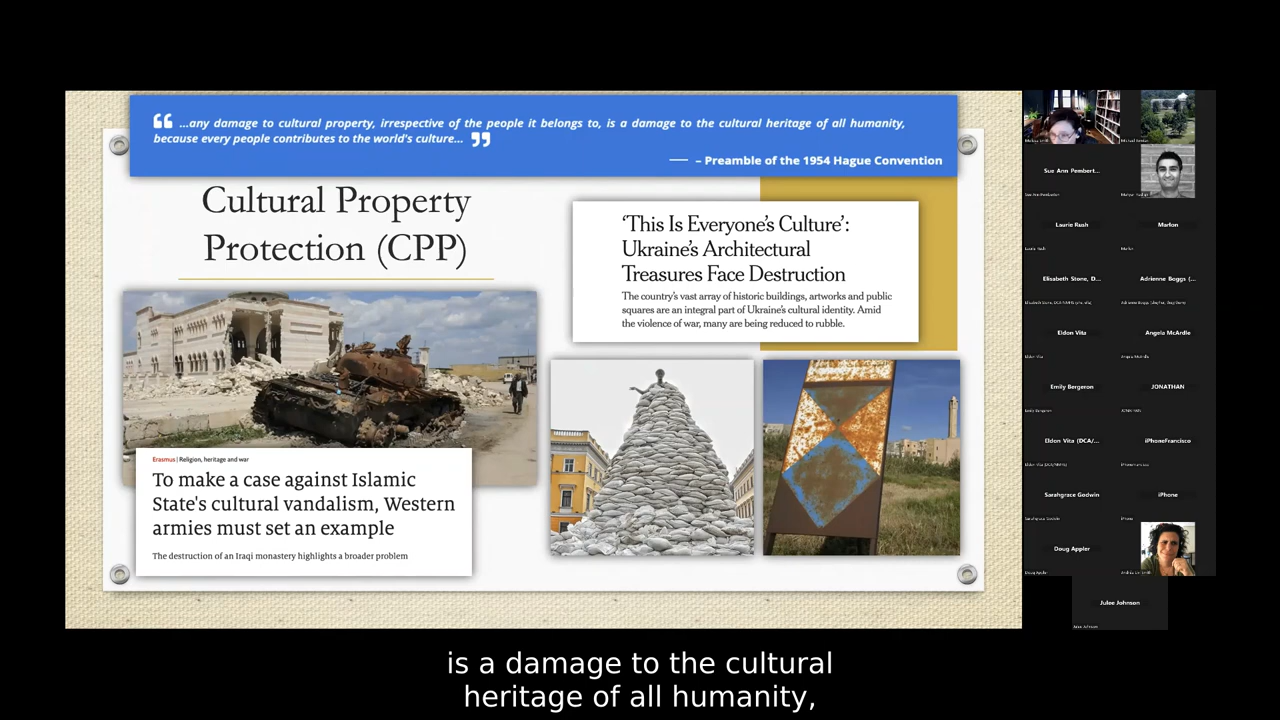 ❝ ...any damage to cultural property, irrespective of the people it belongs to, is a damage to the cultural heritage of all humanity,
because every people contributes to the world's culture... ❞
— – Preamble of the 1954 Hague Convention
Cultural Property
Protection (CPP)
‘This Is Everyone’s Culture’:
Ukraine’s Architectural
Treasures Face Destruction
The country’s vast array of historic buildings, artworks and public
squares are an integral part of Ukraine’s cultural identity. Amid
the violence of war, many are being reduced to rubble.
Erasmus | Religion, heritage and war
To make a case against Islamic
State's cultural vandalism, Western
armies must set an example
The destruction of an Iraqi monastery highlights a broader problem
Sue Ann Pembert...
Laurie Rush
Marlon
Elisabeth Stone, D...
Adrienne Boggs (...
Eldon Vita
Angela McArdle
Emily Bergeron
JONATHAN
Eldon Vita (DCA/...
iPhoneFrancisco
Sarahgrace Godwin
iPhone
Doug Appler
Julee Johnson
is a damage to the cultural
heritage of all humanity,